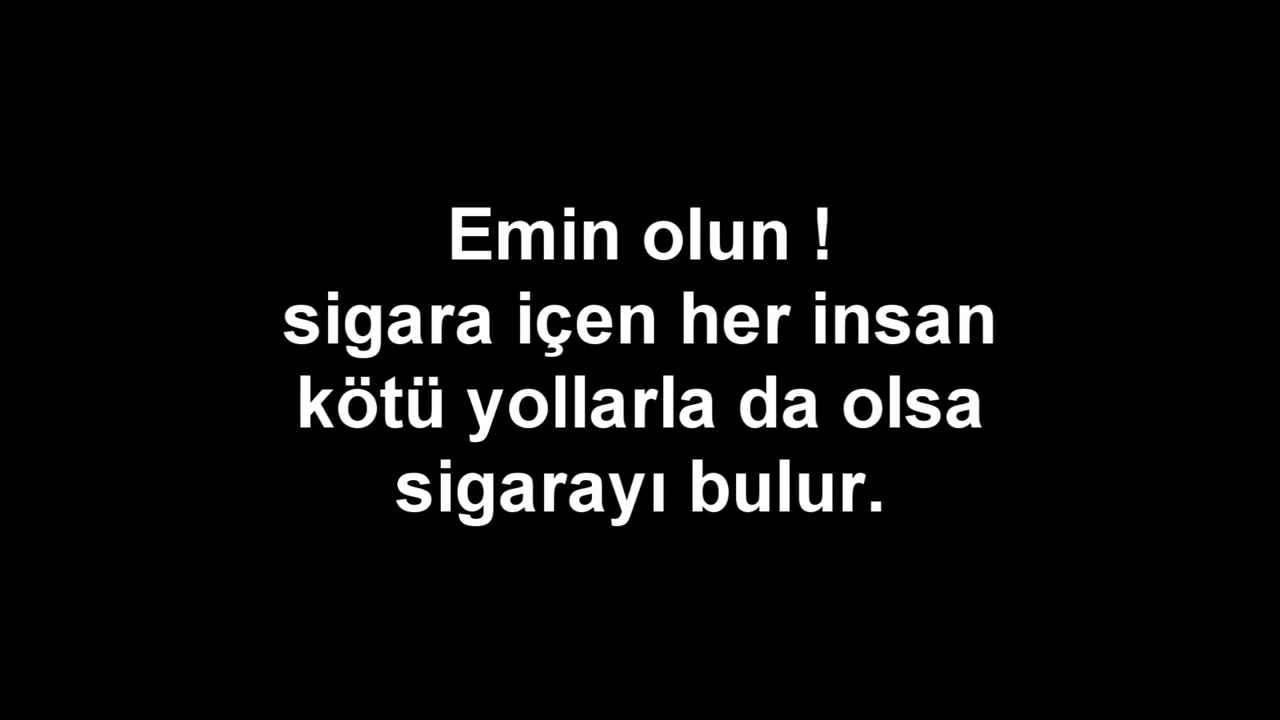 Emin olun !
sigara içen her insan
kötü yollarla da olsa
sigarayı bulur.